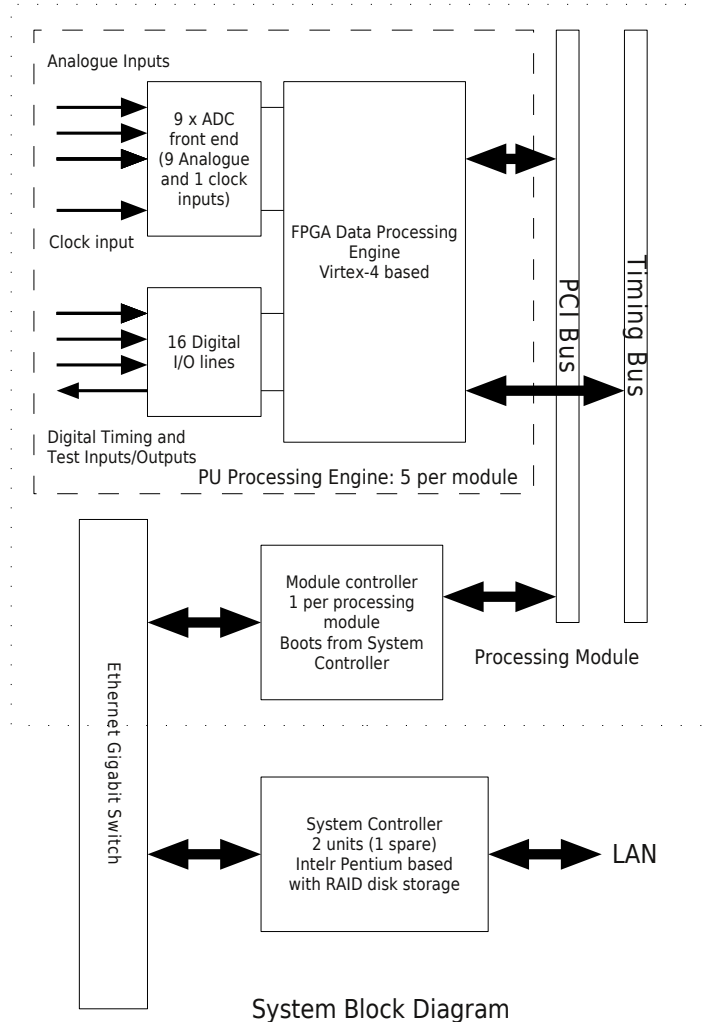 Analogue Inputs
9 x ADC
front end
(9 Analogue
and 1 clock
inputs)
Clock input
FPGA Data Processing
Engine
Virtex-4 based
16 Digital
I/O lines
Digital Timing and
Test Inputs/Outputs
PU Processing Engine: 5 per module
PCI Bus
Timing Bus
Module controller
1 per processing
module
Boots from System
Controller
Processing Module
Ethernet Gigabit Switch
System Controller
2 units (1 spare)
Intelr Pentium based
with RAID disk storage
LAN
System Block Diagram